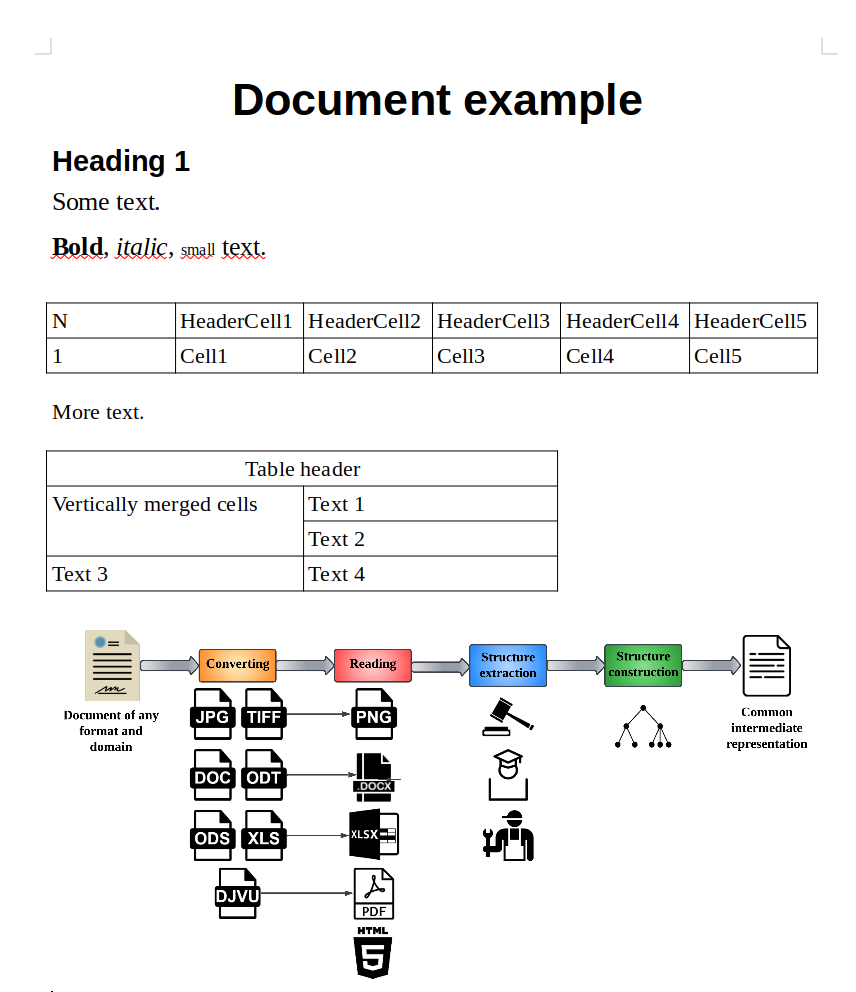 Document example
Heading 1
Some text.
Bold, italic, small text.
N HeaderCell1 HeaderCell2 HeaderCell3 HeaderCell4 HeaderCell5
1 Cell1 Cell2 Cell3 Cell4 Cell5
More text.
Table header
Vertically merged cells Text 1
Text 2
Text 3 Text 4
Converting Reading Structure
extraction Structure
construction
Document of any
format and
domain
Common
intermediate
representation
JPG TIFF PNG
DOC ODT .DOCX
ODS XLS XLSX
DJVU PDF
HTML
5